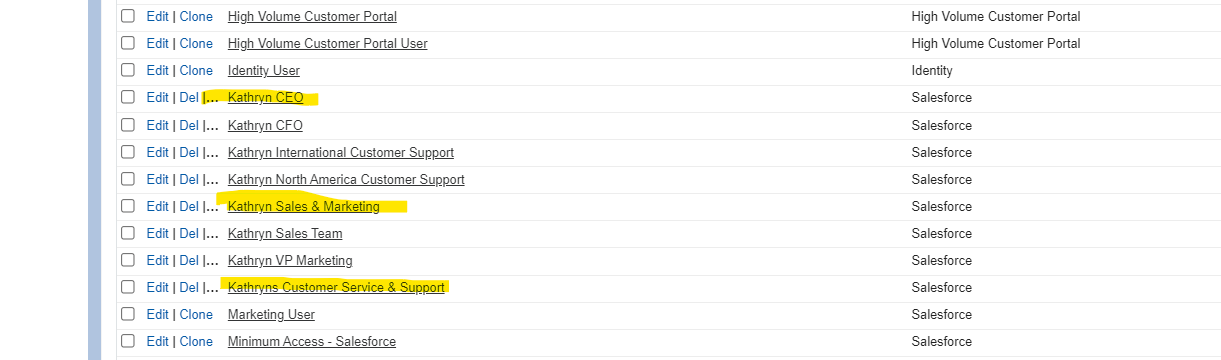 Edit | Clone High Volume Customer Portal High Volume Customer Portal
Edit | Clone High Volume Customer Portal User High Volume Customer Portal
Edit | Clone Identity User Identity
Edit | Del |... Kathryn CEO Salesforce
Edit | Del |... Kathryn CFO Salesforce
Edit | Del |... Kathryn International Customer Support Salesforce
Edit | Del |... Kathryn North America Customer Support Salesforce
Edit | Del |... Kathryn Sales & Marketing Salesforce
Edit | Del |... Kathryn Sales Team Salesforce
Edit | Del |... Kathryn VP Marketing Salesforce
Edit | Del |... Kathryns Customer Service & Support Salesforce
Edit | Clone Marketing User Salesforce
Edit | Clone Minimum Access - Salesforce Salesforce